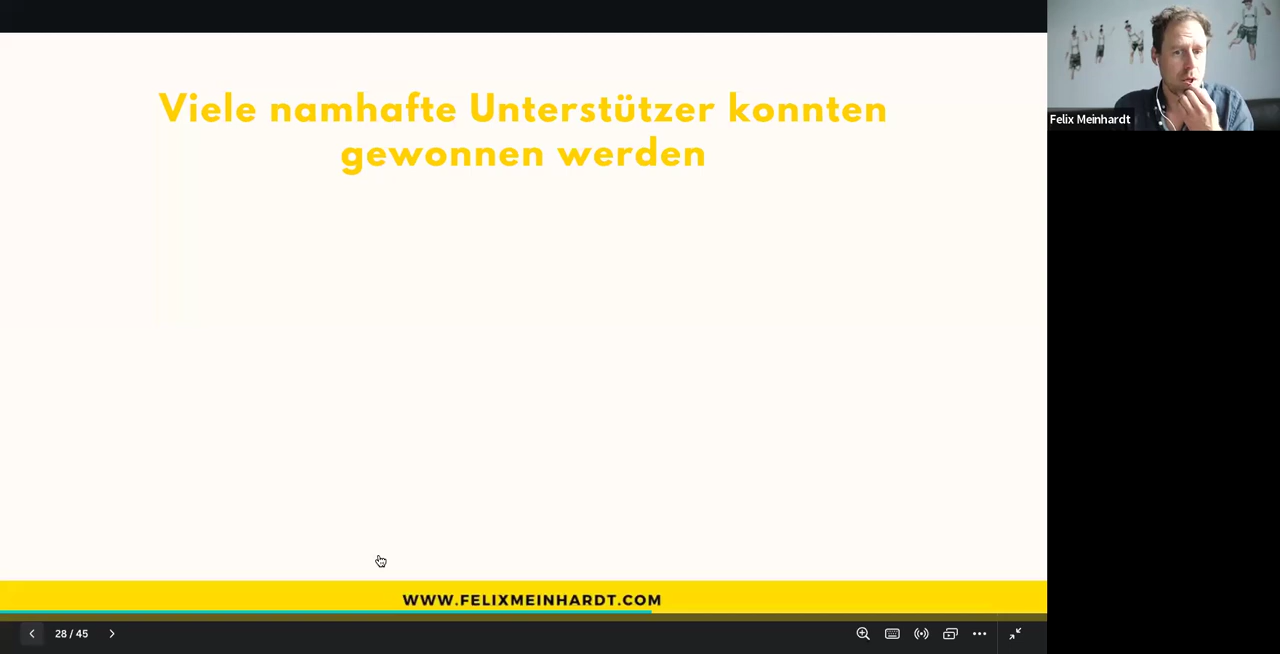 Viele namhafte Unterstützer konnten
gewonnen werden
Felix Meinhardt
WWW.FELIXMEINHARDT.COM
28 / 45